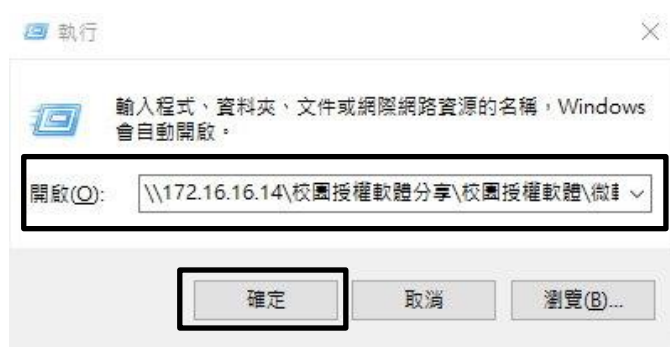 執行
輸入程式、資料夾、文件或網際網路資源的名稱，Windows
會自動開啟。
開啟(O):
\\172.16.16.14\校園授權軟體分享\校園授權軟體\微
確定
取消
瀏覽(B)...